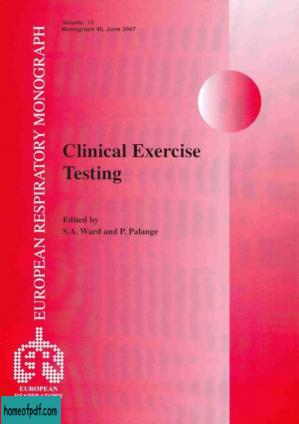 Volume 12
Monograph 40, June 2007
EUROPEAN RESPIRATORY MONOGRAPH
Clinical Exercise
Testing
Edited by
S.A. Ward and P. Palange
EUROPEAN
RESPIRATORY
homeofpdf.com